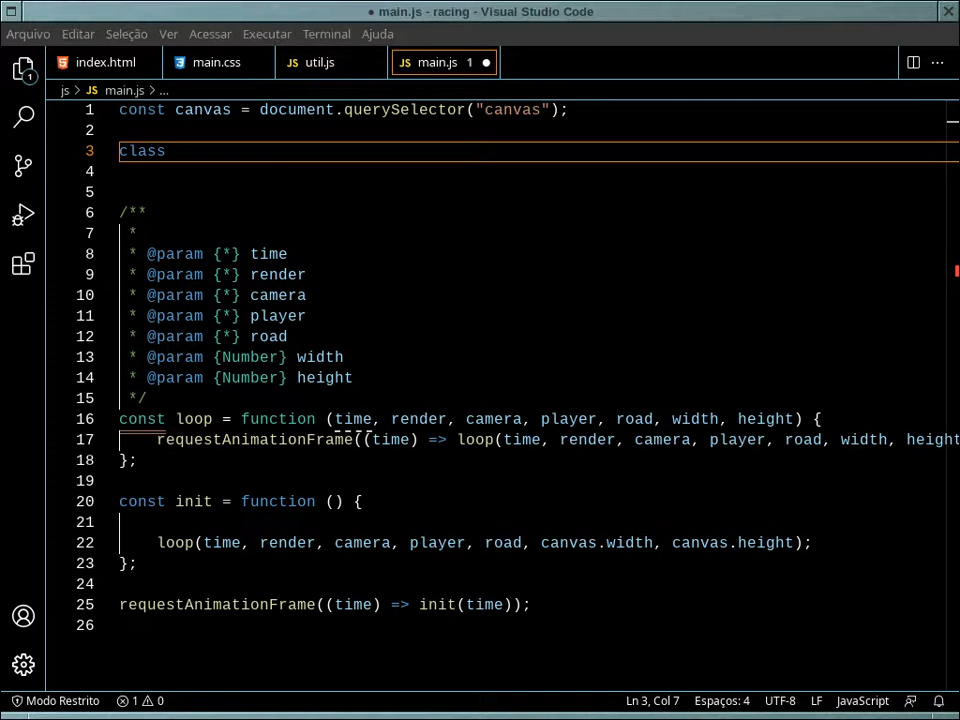 ● main.js - racing - Visual Studio Code
Arquivo Editar Seleção Ver Acessar Executar Terminal Ajuda
index.html main.css JS util.js JS main.js 1 ●
js > JS main.js > ...
1 const canvas = document.querySelector("canvas");
2
3 class
4
5
6 /**
7 *
8 * @param {*} time
9 * @param {*} render
10 * @param {*} camera
11 * @param {*} player
12 * @param {*} road
13 * @param {Number} width
14 * @param {Number} height
15 */
16 const loop = function (time, render, camera, player, road, width, height) {
17 requestAnimationFrame((time) => loop(time, render, camera, player, road, width, height
18 };
19
20 const init = function () {
21
22 loop(time, render, camera, player, road, canvas.width, canvas.height);
23 };
24
25 requestAnimationFrame((time) => init(time));
26
Modo Restrito 1 0 Ln 3, Col 7 Espaços: 4 UTF-8 LF JavaScript